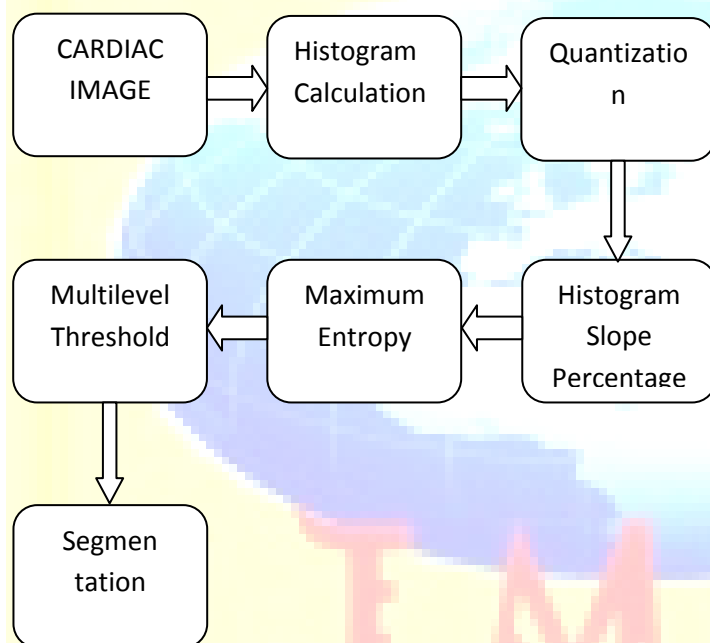 CARDIAC
IMAGE
Histogram
Calculation
Quantizatio
n
Histogram
Slope
Percentage
Maximum
Entropy
Multilevel
Threshold
Segmen
tation